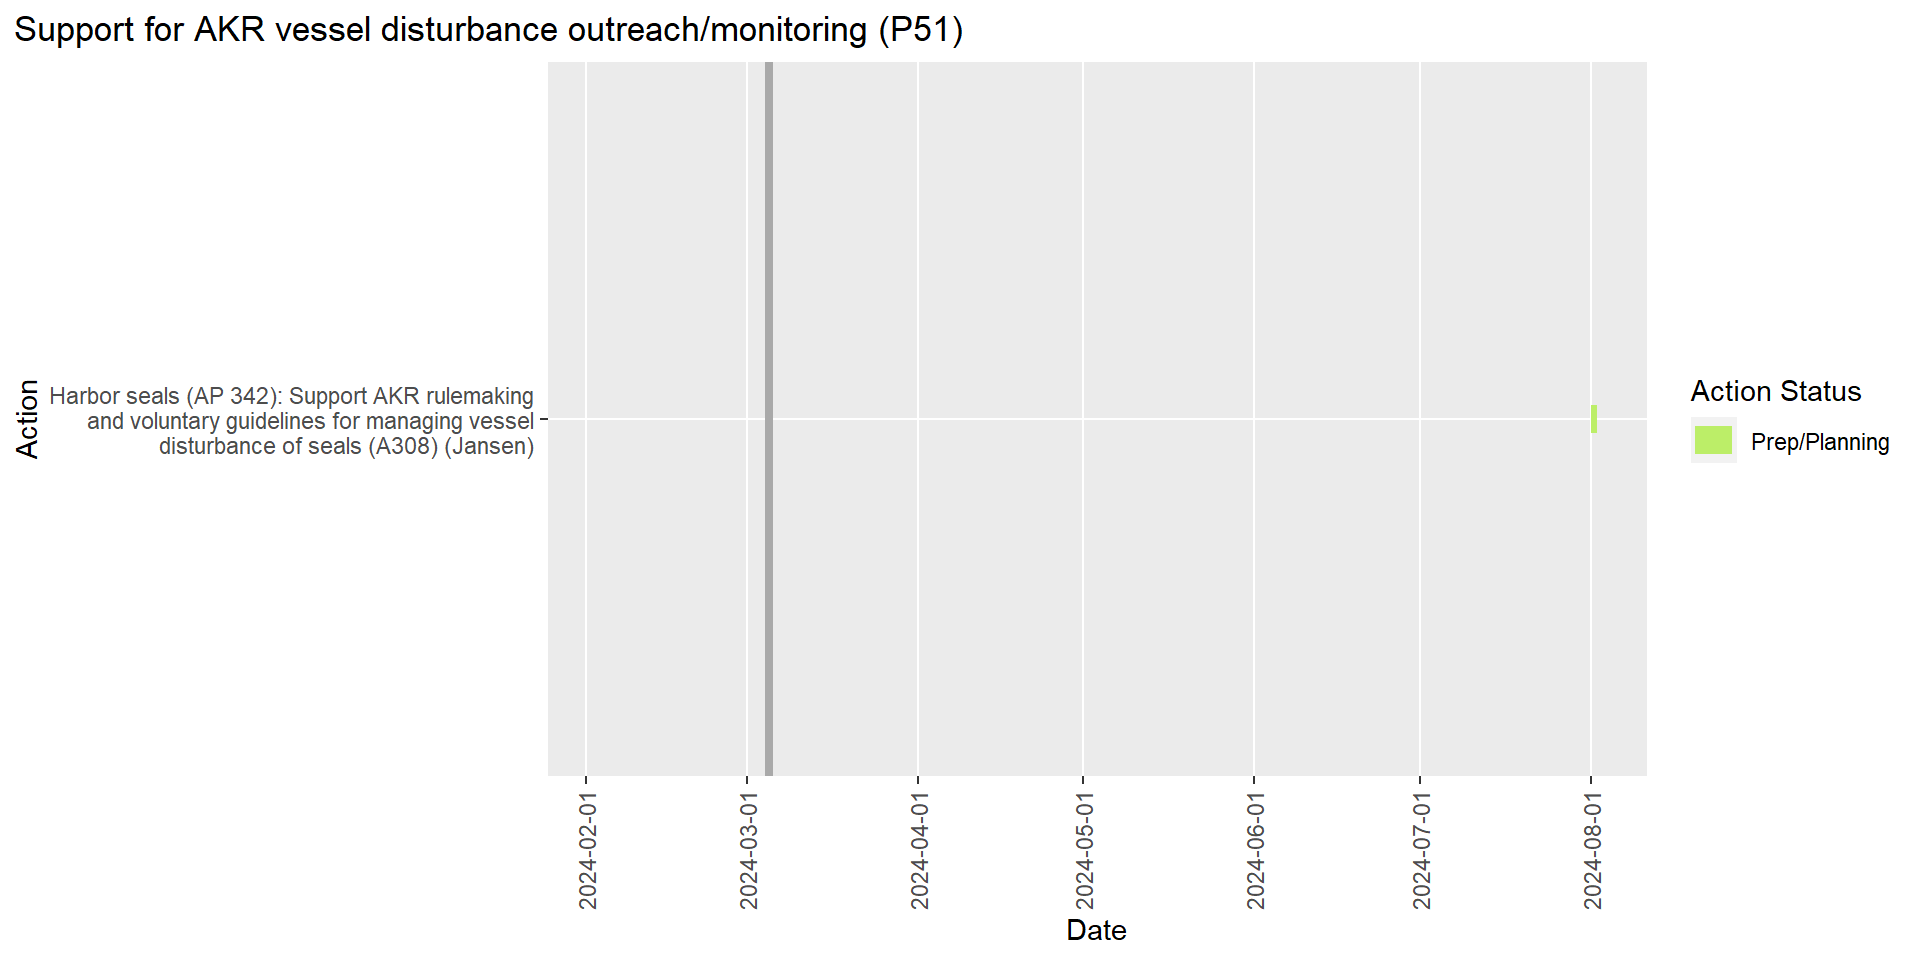 Support for AKR vessel disturbance outreach/monitoring (P51)
Action
Harbor seals (AP 342): Support AKR rulemaking
and voluntary guidelines for managing vessel
disturbance of seals (A308) (Jansen)
Action Status
Prep/Planning
2024-02-01
2024-03-01
2024-04-01
2024-05-01
2024-06-01
2024-07-01
2024-08-01
Date